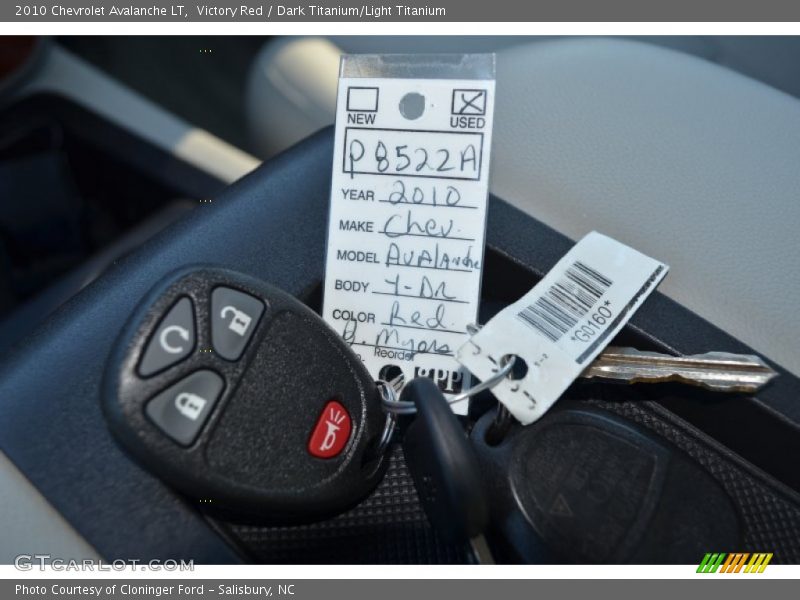 2010 Chevrolet Avalanche LT,  Victory Red / Dark Titanium/Light Titanium
NEW USED
P8522A
YEAR 2010
MAKE Chev.
MODEL Avalanche
BODY 4-Dr
COLOR Red
Myers
Reorder
*G0160*
GTCARLOT.COM
Photo Courtesy of Cloninger Ford - Salisbury, NC